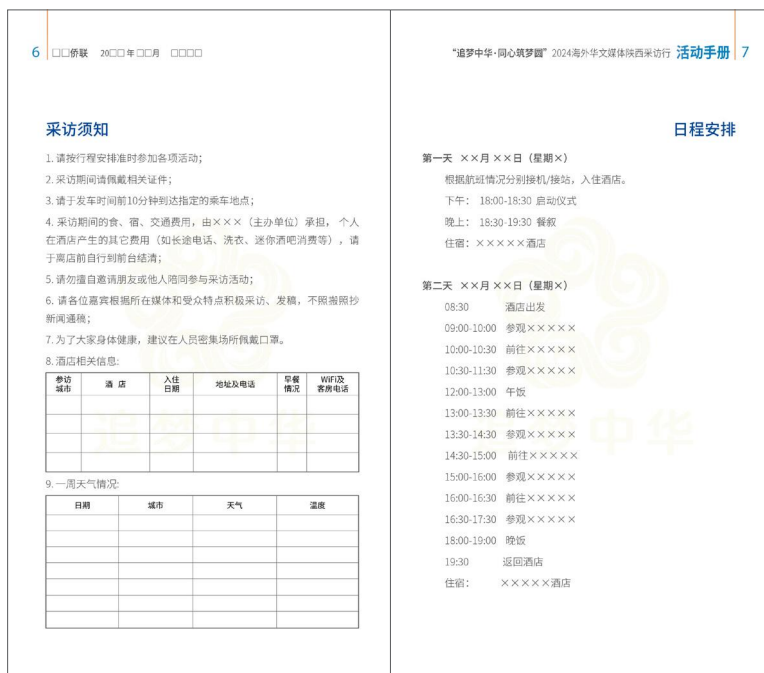 6 □□侨联 20□□年□□月 □□□□
采访须知
1. 请按行程安排准时参加各项活动；
2. 采访期间请佩戴相关证件；
3. 请于发车时间前10分钟到达指定的乘车地点；
4. 采访期间的食、宿、交通费用，由×××（主办单位）承担， 个人
在酒店产生的其它费用（如长途电话、洗衣、迷你酒吧消费等），请
于离店前自行到前台结清；
5. 请勿擅自邀请朋友或他人陪同参与采访活动；
6. 请各位嘉宾根据所在媒体和受众特点积极采访、发稿，不照搬照抄
新闻通稿；
7. 为了大家身体健康，建议在人员密集场所佩戴口罩。
8. 酒店相关信息:
参访城市 酒 店 入住日期 地址及电话 早餐情况 WiFi及客房电话
9. 一周天气情况:
日期 城市 天气 温度
追梦中华
“追梦中华·同心筑梦圆”2024海外华文媒体陕西采访行 活动手册 7
日程安排
第一天 ××月××日（星期×）
根据航班情况分别接机/接站，入住酒店。
下午： 18:00-18:30 启动仪式
晚上： 18:30-19:30 餐叙
住宿：×××××酒店
第二天 ××月××日（星期×）
08:30 酒店出发
09:00-10:00 参观×××××
10:00-10:30 前往×××××
10:30-11:30 参观×××××
12:00-13:00 午饭
13:00-13:30 前往×××××
13:30-14:30 参观×××××
14:30-15:00 前往×××××
15:00-16:00 参观×××××
16:00-16:30 前往×××××
16:30-17:30 参观×××××
18:00-19:00 晚饭
19:30 返回酒店
住宿： ×××××酒店
中华